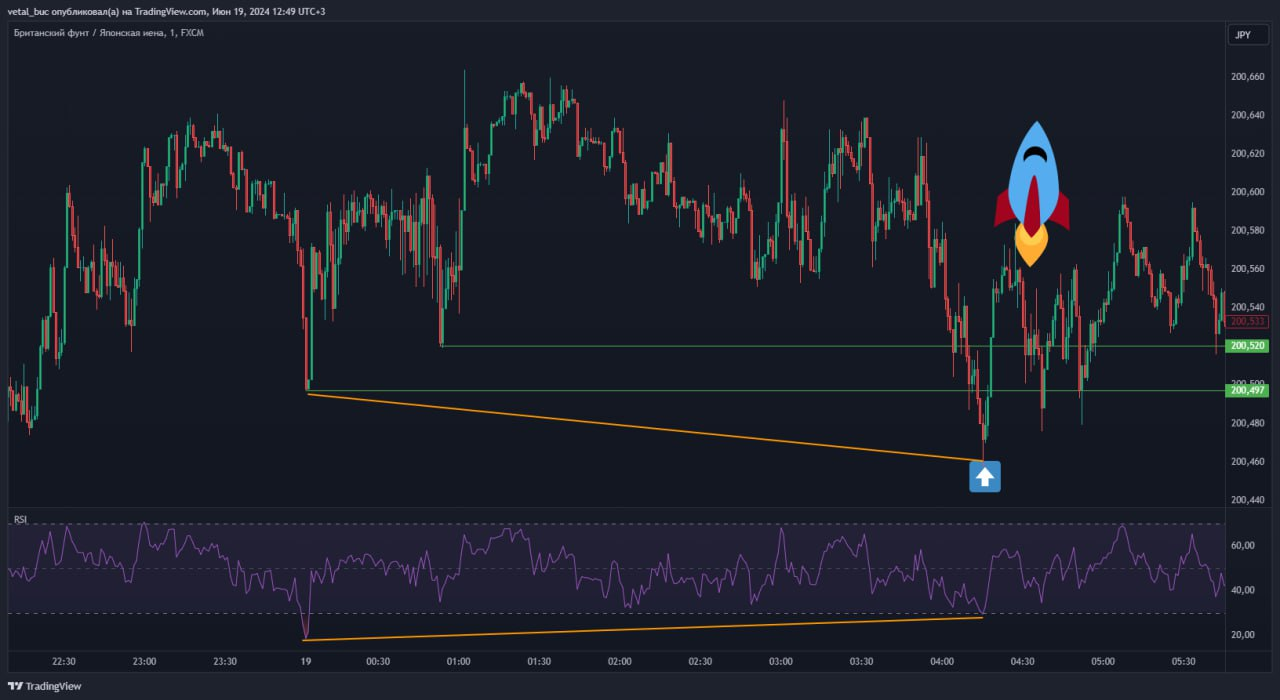 vetal_buc опубликовал(а) на TradingView.com, Июн 19, 2024 12:49 UTC+3
Британский фунт / Японская иена, 1, FXCM
JPY
200,660
200,640
200,620
200,600
200,580
200,560
200,540
200,533
200,520
200,500
200,497
200,480
200,460
200,440
RSI
60,00
40,00
20,00
22:30 23:00 23:30 19 00:30 01:00 01:30 02:00 02:30 03:00 03:30 04:00 04:30 05:00 05:30
TradingView